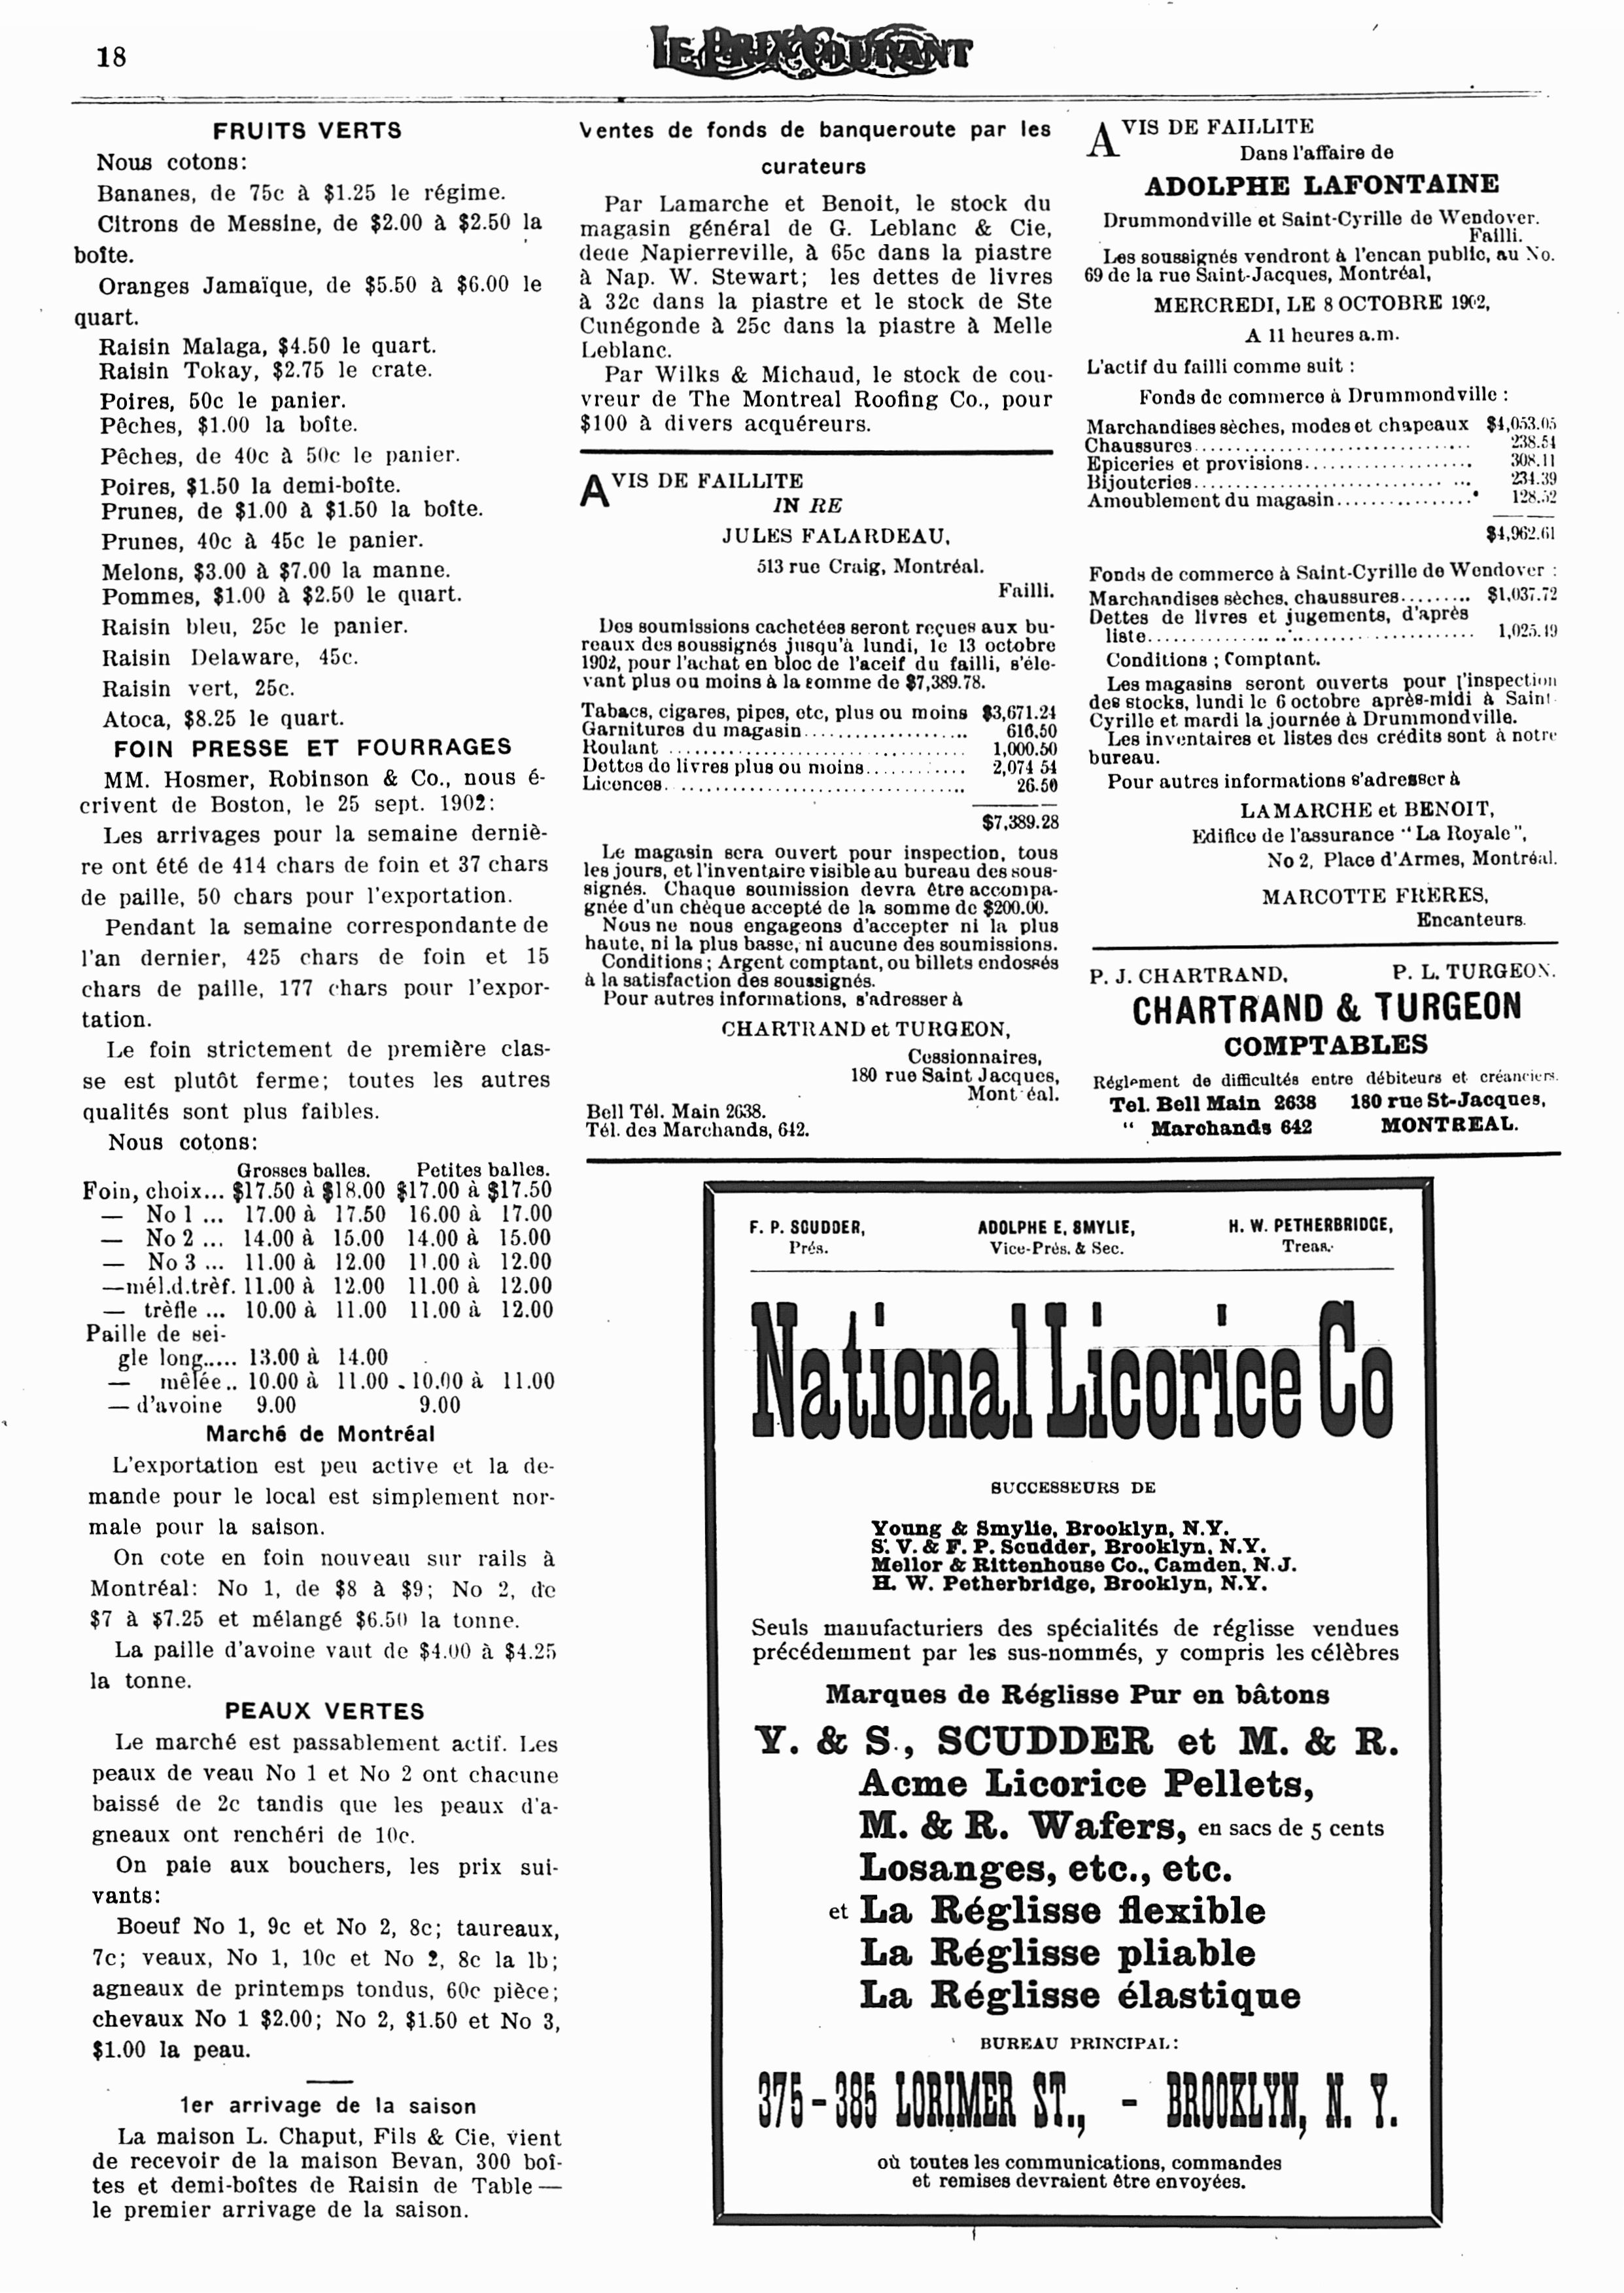 18
LE PRIX COURANT
FRUITS VERTS
Nous cotons:
Bananes, de 75c à $1.25 le régime.
Citrons de Messine, de $2.00 à $2.50 la
boîte.
Oranges Jamaïque, de $5.50 à $6.00 le
quart.
Raisin Malaga, $4.50 le quart.
Raisin Tokay, $2.75 le crate.
Poires, 50c le panier.
Pêches, $1.00 la boîte.
Pêches, de 40c à 50c le panier.
Poires, $1.50 la demi-boîte.
Prunes, de $1.00 à $1.50 la boîte.
Prunes, 40c à 45c le panier.
Melons, $3.00 à $7.00 la manne.
Pommes, $1.00 à $2.50 le quart.
Raisin bleu, 25c le panier.
Raisin Delaware, 45c.
Raisin vert, 25c.
Atoca, $8.25 le quart.
FOIN PRESSE ET FOURRAGES
MM. Hosmer, Robinson & Co., nous é-
crivent de Boston, le 25 sept. 1902:
Les arrivages pour la semaine derniè-
re ont été de 414 chars de foin et 37 chars
de paille, 50 chars pour l'exportation.
Pendant la semaine correspondante de
l'an dernier, 425 chars de foin et 15
chars de paille, 177 chars pour l'expor-
tation.
Le foin strictement de première clas-
se est plutôt ferme; toutes les autres
qualités sont plus faibles.
Nous cotons:
Grosses balles. Petites balles.
Foin, choix... $17.50 à $18.00 $17.00 à $17.50
— No 1 ... 17.00 à 17.50 16.00 à 17.00
— No 2 ... 14.00 à 15.00 14.00 à 15.00
— No 3 ... 11.00 à 12.00 11.00 à 12.00
—mél.d.trèf. 11.00 à 12.00 11.00 à 12.00
— trèfle ... 10.00 à 11.00 11.00 à 12.00
Paille de sei-
gle long..... 13.00 à 14.00
— mêlée.. 10.00 à 11.00 10.00 à 11.00
— d'avoine 9.00 9.00
Marché de Montréal
L'exportation est peu active et la de-
mande pour le local est simplement nor-
male pour la saison.
On cote en foin nouveau sur rails à
Montréal: No 1, de $8 à $9; No 2, de
$7 à $7.25 et mélangé $6.50 la tonne.
La paille d'avoine vaut de $4.00 à $4.25
la tonne.
PEAUX VERTES
Le marché est passablement actif. Les
peaux de veau No 1 et No 2 ont chacune
baissé de 2c tandis que les peaux d'a-
gneaux ont renchéri de 10c.
On paie aux bouchers, les prix sui-
vants:
Boeuf No 1, 9c et No 2, 8c; taureaux,
7c; veaux, No 1, 10c et No 2, 8c la lb;
agneaux de printemps tondus, 60c pièce;
chevaux No 1 $2.00; No 2, $1.50 et No 3,
$1.00 la peau.
1er arrivage de la saison
La maison L. Chaput, Fils & Cie, vient
de recevoir de la maison Bevan, 300 boî-
tes et demi-boîtes de Raisin de Table —
le premier arrivage de la saison.
Ventes de fonds de banqueroute par les
curateurs
Par Lamarche et Benoit, le stock du
magasin général de G. Leblanc & Cie,
dede Napierreville, à 65c dans la piastre
à Nap. W. Stewart; les dettes de livres
à 32c dans la piastre et le stock de Ste
Cunégonde à 25c dans la piastre à Melle
Leblanc.
Par Wilks & Michaud, le stock de cou-
vreur de The Montreal Roofing Co., pour
$100 à divers acquéreurs.
AVIS DE FAILLITE
IN RE
JULES FALARDEAU,
513 rue Craig, Montréal.
Failli.
Des soumissions cachetées seront reçues aux bu-
reaux des soussignés jusqu'à lundi, le 13 octobre
1902, pour l'achat en bloc de l'aceif du failli, s'éle-
vant plus ou moins à la somme de $7,389.78.
Tabacs, cigares, pipes, etc, plus ou moins $3,671.24
Garnitures du magasin.................. 616.50
Roulant .................................. 1,000.50
Dettes de livres plus ou moins............ 2,074 54
Licences. .................................. 26.50
$7,389.28
Le magasin sera ouvert pour inspection, tous
les jours, et l'inventaire visible au bureau des sous-
signés. Chaque soumission devra être accompa-
gnée d'un chèque accepté de la somme de $200.00.
Nous ne nous engageons d'accepter ni la plus
haute, ni la plus basse, ni aucune des soumissions.
Conditions ; Argent comptant, ou billets endossés
à la satisfaction des soussignés.
Pour autres informations, s'adresser à
CHARTRAND et TURGEON,
Cessionnaires,
180 rue Saint Jacques,
Mont éal.
Bell Tél. Main 2638.
Tél. des Marchands, 642.
AVIS DE FAILLITE
Dans l'affaire de
ADOLPHE LAFONTAINE
Drummondville et Saint-Cyrille de Wendover.
Failli.
Les soussignés vendront à l'encan public, au No.
69 de la rue Saint-Jacques, Montréal,
MERCREDI, LE 8 OCTOBRE 1902,
A 11 heures a.m.
L'actif du failli comme suit :
Fonds de commerce à Drummondville :
Marchandises sèches, modes et chapeaux $4,053.05
Chaussures................................. 238.54
Epiceries et provisions.................... 308.11
Bijouteries................................. 234.39
Ameublement du magasin................ 128.52
$4,962.61
Fonds de commerce à Saint-Cyrille de Wendover :
Marchandises sèches, chaussures......... $1,037.72
Dettes de livres et jugements, d'après
liste.................................... 1,025.49
Conditions ; Comptant.
Les magasins seront ouverts pour l'inspection
des stocks, lundi le 6 octobre après-midi à Saint-
Cyrille et mardi la journée à Drummondville.
Les inventaires et listes des crédits sont à notre
bureau.
Pour autres informations s'adresser à
LAMARCHE et BENOIT,
Edifice de l'assurance "La Royale",
No 2, Place d'Armes, Montréal.
MARCOTTE FRERES,
Encanteurs.
P. J. CHARTRAND, P. L. TURGEON.
CHARTRAND & TURGEON
COMPTABLES
Réglement de difficultés entre débiteurs et créanciers.
Tel. Bell Main 2638 180 rue St-Jacques,
" Marchands 642 MONTREAL.
F. P. SCUDDER, ADOLPHE E. SMYLIE, H. W. PETHERBRIDGE,
Prés. Vice-Prés. & Sec. Treas.
National Licorice Co
SUCCESSEURS DE
Young & Smylie, Brooklyn, N.Y.
S. V. & F. P. Scudder, Brooklyn, N.Y.
Mellor & Rittenhouse Co., Camden, N.J.
H. W. Petherbridge, Brooklyn, N.Y.
Seuls manufacturiers des spécialités de réglisse vendues
précédemment par les sus-nommés, y compris les célèbres
Marques de Réglisse Pur en bâtons
Y. & S., SCUDDER et M. & R.
Acme Licorice Pellets,
M. & R. Wafers, en sacs de 5 cents
Losanges, etc., etc.
et La Réglisse flexible
La Réglisse pliable
La Réglisse élastique
BUREAU PRINCIPAL:
375-385 LORIMER ST., - BROOKLYN, N. Y.
où toutes les communications, commandes
et remises devraient être envoyées.